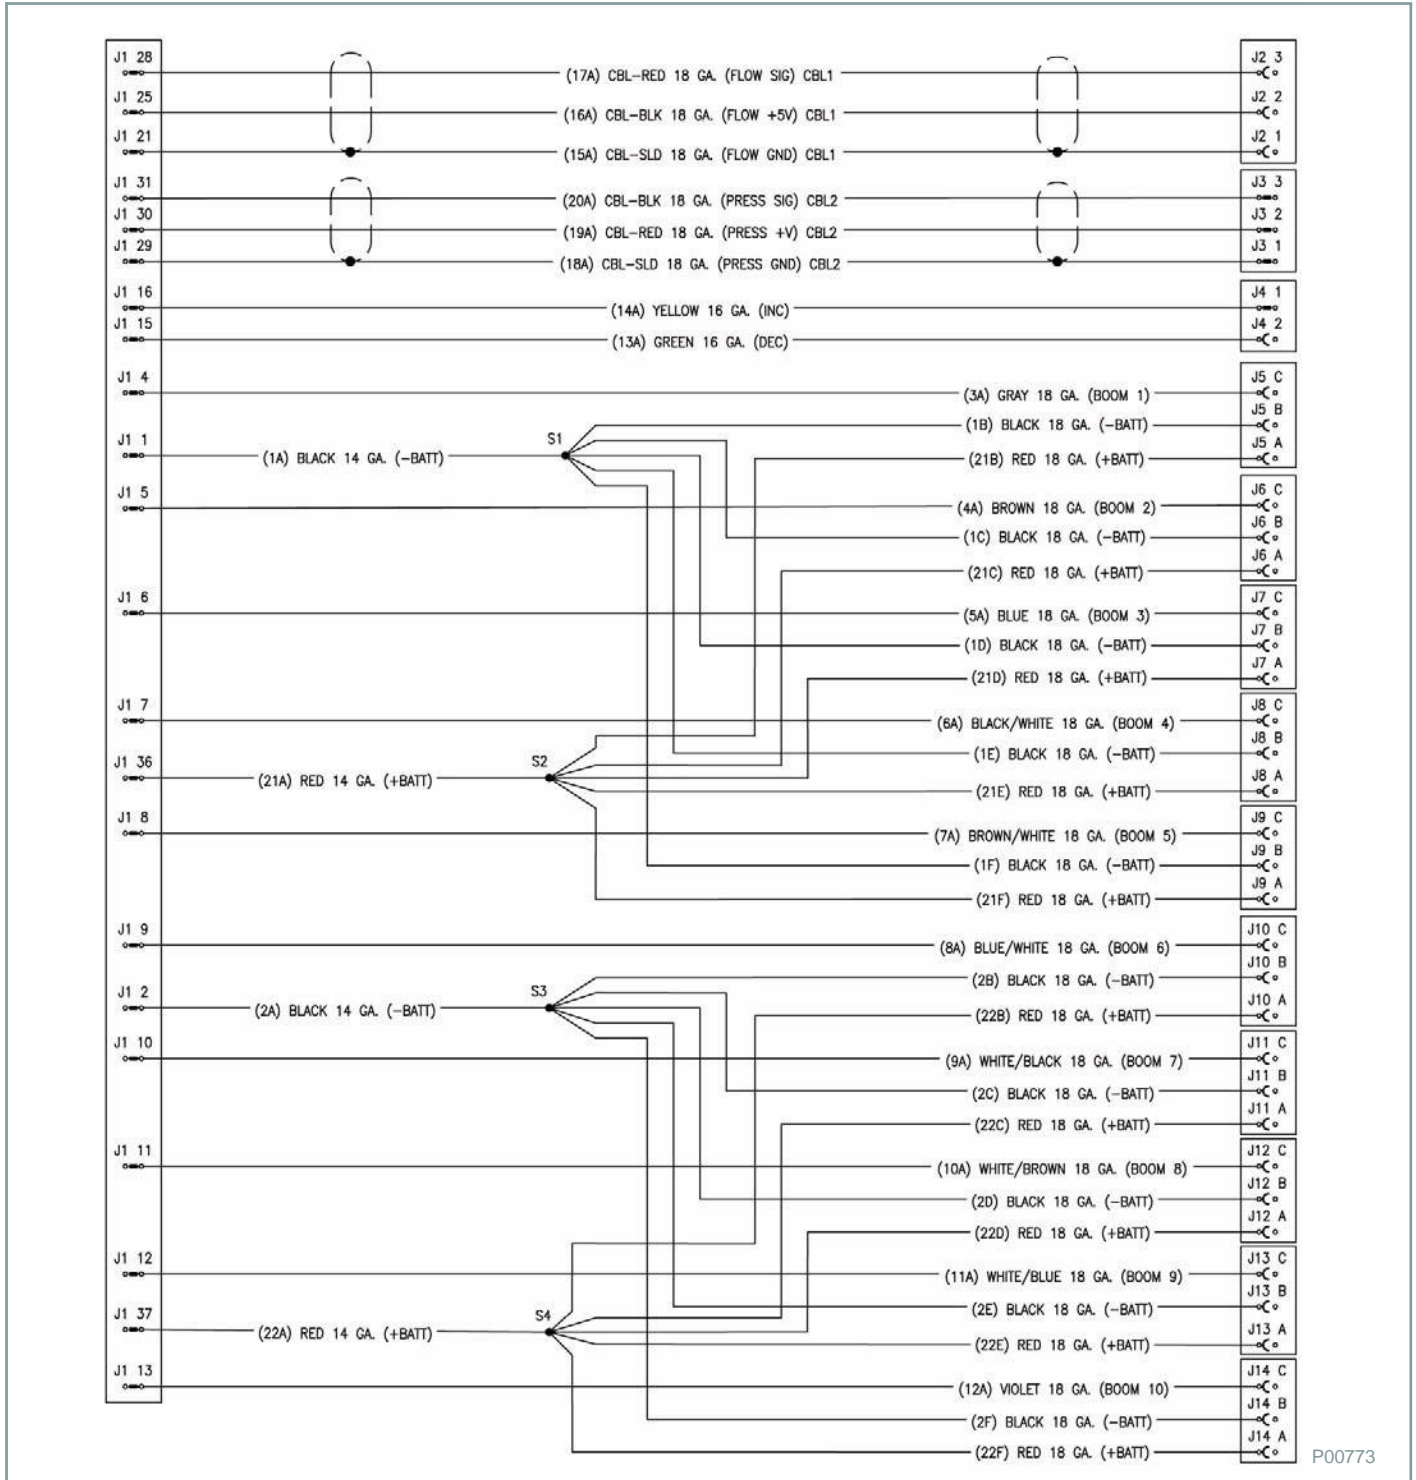 J1 28 (17A) CBL-RED 18 GA. (FLOW SIG) CBL1 J2 3
J1 25 (16A) CBL-BLK 18 GA. (FLOW +5V) CBL1 J2 2
J1 21 (15A) CBL-SLD 18 GA. (FLOW GND) CBL1 J2 1
J1 31 (20A) CBL-BLK 18 GA. (PRESS SIG) CBL2 J3 3
J1 30 (19A) CBL-RED 18 GA. (PRESS +V) CBL2 J3 2
J1 29 (18A) CBL-SLD 18 GA. (PRESS GND) CBL2 J3 1
J1 16 (14A) YELLOW 16 GA. (INC) J4 1
J1 15 (13A) GREEN 16 GA. (DEC) J4 2
J1 4 (3A) GRAY 18 GA. (BOOM 1) J5 C
(1B) BLACK 18 GA. (-BATT) J5 B
J1 1 (1A) BLACK 14 GA. (-BATT) S1 (21B) RED 18 GA. (+BATT) J5 A
J1 5 (4A) BROWN 18 GA. (BOOM 2) J6 C
(1C) BLACK 18 GA. (-BATT) J6 B
(21C) RED 18 GA. (+BATT) J6 A
J1 6 (5A) BLUE 18 GA. (BOOM 3) J7 C
(1D) BLACK 18 GA. (-BATT) J7 B
(21D) RED 18 GA. (+BATT) J7 A
J1 7 (6A) BLACK/WHITE 18 GA. (BOOM 4) J8 C
(1E) BLACK 18 GA. (-BATT) J8 B
J1 36 (21A) RED 14 GA. (+BATT) S2 (21E) RED 18 GA. (+BATT) J8 A
J1 8 (7A) BROWN/WHITE 18 GA. (BOOM 5) J9 C
(1F) BLACK 18 GA. (-BATT) J9 B
(21F) RED 18 GA. (+BATT) J9 A
J1 9 (8A) BLUE/WHITE 18 GA. (BOOM 6) J10 C
(2B) BLACK 18 GA. (-BATT) J10 B
J1 2 (2A) BLACK 14 GA. (-BATT) S3 (22B) RED 18 GA. (+BATT) J10 A
J1 10 (9A) WHITE/BLACK 18 GA. (BOOM 7) J11 C
(2C) BLACK 18 GA. (-BATT) J11 B
(22C) RED 18 GA. (+BATT) J11 A
J1 11 (10A) WHITE/BROWN 18 GA. (BOOM 8) J12 C
(2D) BLACK 18 GA. (-BATT) J12 B
(22D) RED 18 GA. (+BATT) J12 A
J1 12 (11A) WHITE/BLUE 18 GA. (BOOM 9) J13 C
(2E) BLACK 18 GA. (-BATT) J13 B
J1 37 (22A) RED 14 GA. (+BATT) S4 (22E) RED 18 GA. (+BATT) J13 A
J1 13 (12A) VIOLET 18 GA. (BOOM 10) J14 C
(2F) BLACK 18 GA. (-BATT) J14 B
(22F) RED 18 GA. (+BATT) J14 A
P00773